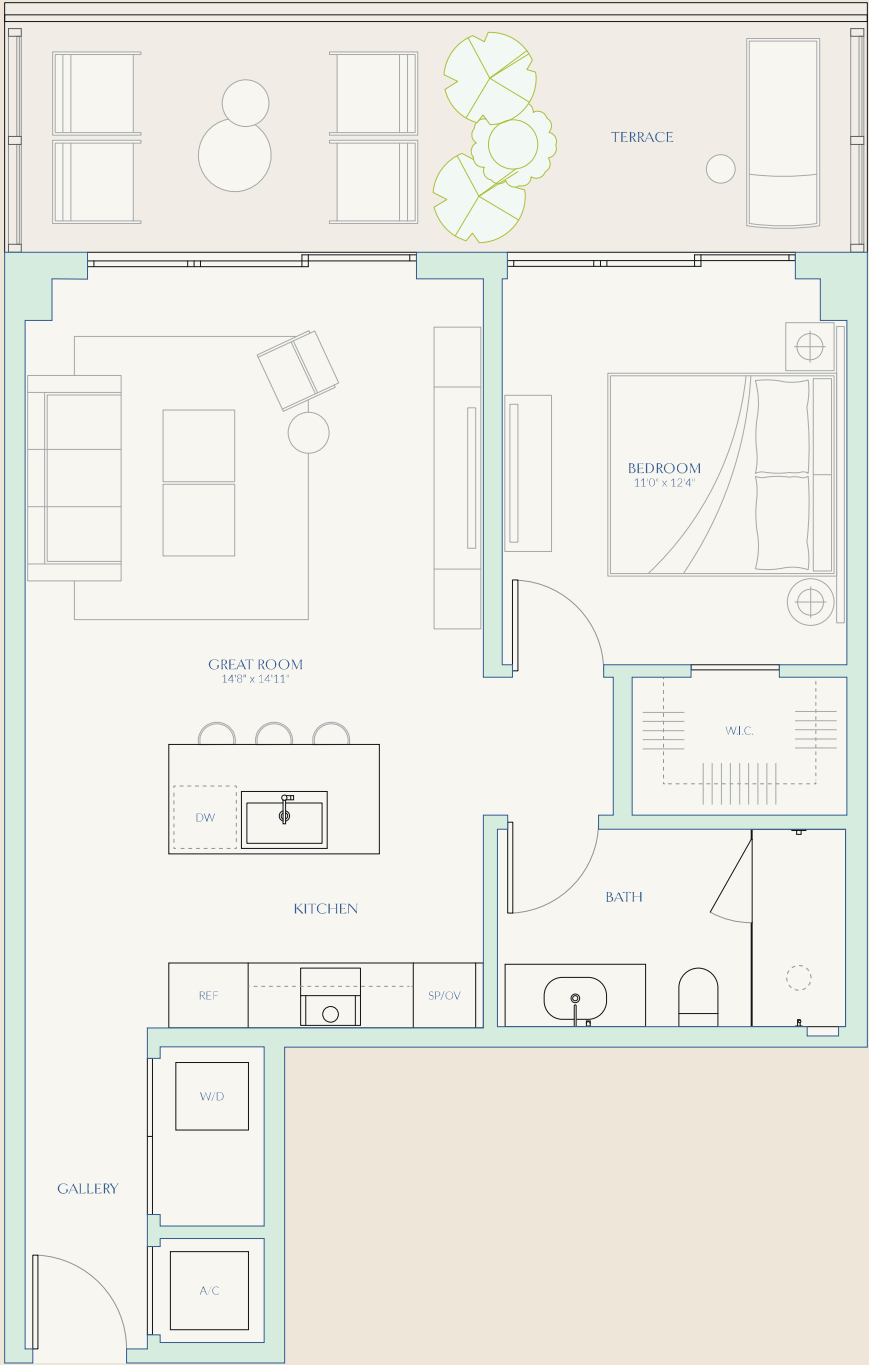 TERRACE
BEDROOM
11'0" x 12'4"
GREAT ROOM
14'8" x 14'11"
W.I.C.
DW
KITCHEN
BATH
REF
SP/OV
W/D
GALLERY
A/C